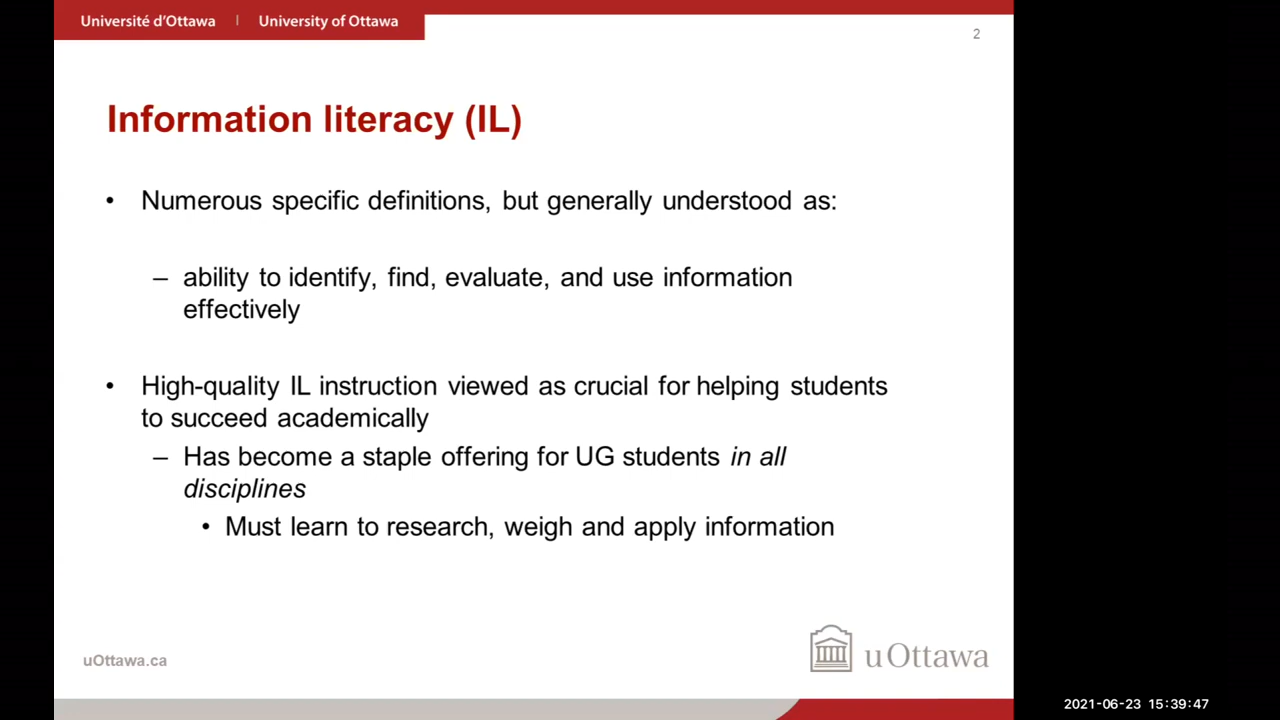 Université d'Ottawa | University of Ottawa
2
Information literacy (IL)
• Numerous specific definitions, but generally understood as:
– ability to identify, find, evaluate, and use information
effectively
• High-quality IL instruction viewed as crucial for helping students
to succeed academically
– Has become a staple offering for UG students in all
disciplines
• Must learn to research, weigh and apply information
uOttawa.ca
uOttawa
2021-06-23 15:39:47